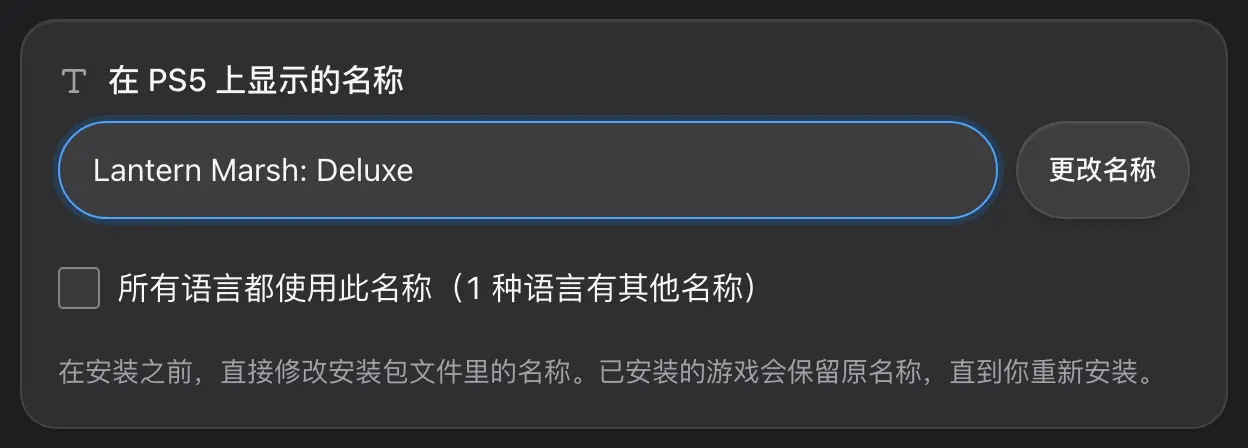 在 PS5 上显示的名称
Lantern Marsh: Deluxe
更改名称
所有语言都使用此名称（1 种语言有其他名称）
在安装之前，直接修改安装包文件里的名称。已安装的游戏会保留原名称，直到你重新安装。